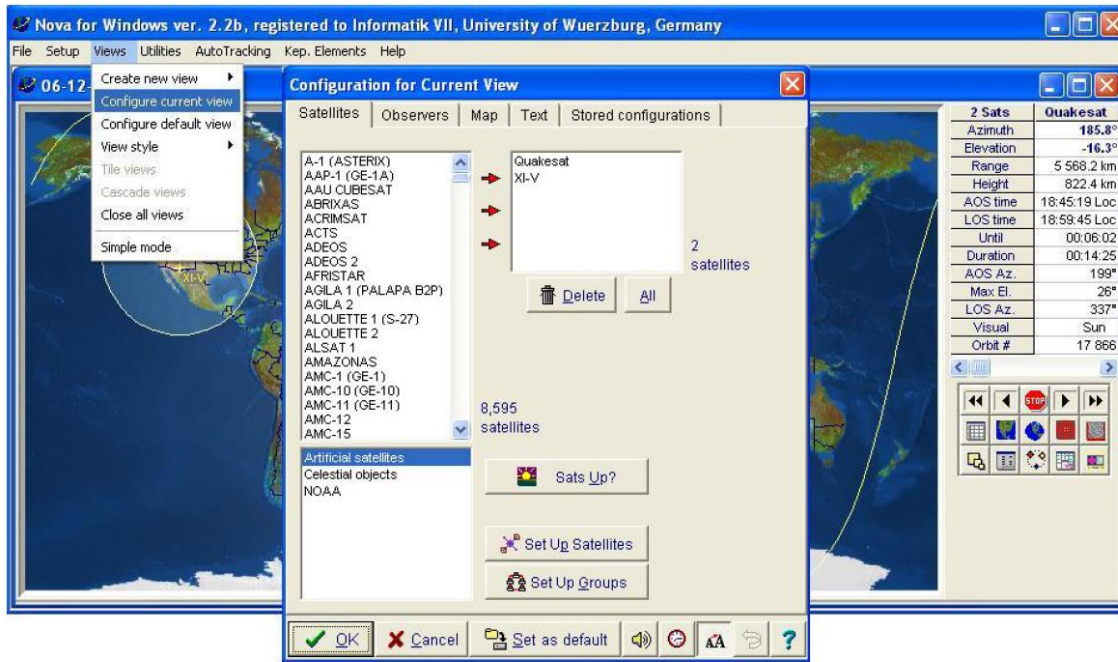 Nova for Windows ver. 2.2b, registered to Informatik VII, University of Wuerzburg, Germany
File Setup Views Utilities AutoTracking Kep. Elements Help
06-12-
Create new view
Configure current view
Configure default view
View style
Tile views
Cascade views
Close all views
Simple mode
XI-V
Configuration for Current View
Satellites Observers Map Text Stored configurations
A-1 (ASTERIX)
AAP-1 (GE-1A)
AAU CUBESAT
ABRIXAS
ACRIMSAT
ACTS
ADEOS
ADEOS 2
AFRISTAR
AGILA 1 (PALAPA B2P)
AGILA 2
ALOUETTE 1 (S-27)
ALOUETTE 2
ALSAT 1
AMAZONAS
AMC-1 (GE-1)
AMC-10 (GE-10)
AMC-11 (GE-11)
AMC-12
AMC-15
Quakesat
XI-V
2
satellites
Delete All
8,595
satellites
Artificial satellites
Celestial objects
NOAA
Sats Up?
Set Up Satellites
Set Up Groups
OK Cancel Set as default AA ?
2 Sats Quakesat
Azimuth 185.8°
Elevation -16.3°
Range 5 568.2 km
Height 822.4 km
AOS time 18:45:19 Loc
LOS time 18:59:45 Loc
Until 00:06:02
Duration 00:14:25
AOS Az. 199°
Max El. 26°
LOS Az. 337°
Visual Sun
Orbit # 17 866
STOP